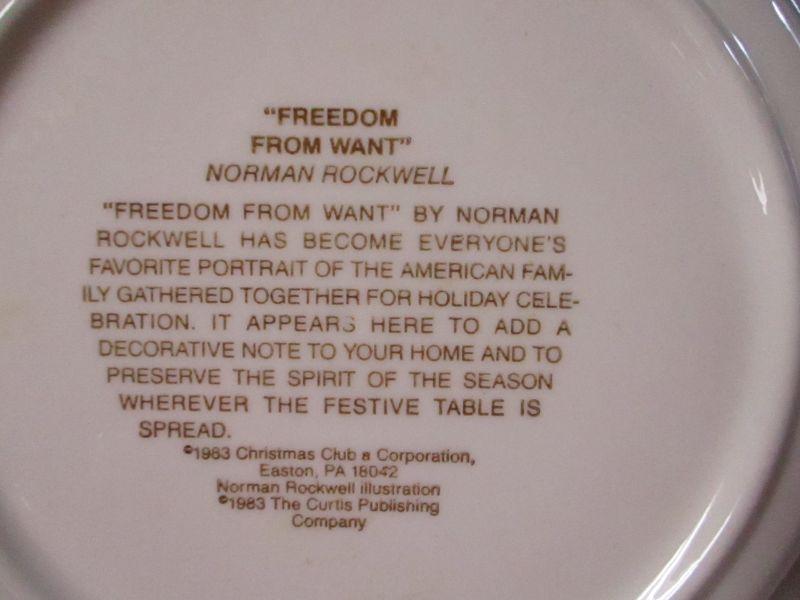 “FREEDOM
FROM WANT”
NORMAN ROCKWELL
"FREEDOM FROM WANT" BY NORMAN
ROCKWELL HAS BECOME EVERYONE'S
FAVORITE PORTRAIT OF THE AMERICAN FAM-
ILY GATHERED TOGETHER FOR HOLIDAY CELE-
BRATION. IT APPEARS HERE TO ADD A
DECORATIVE NOTE TO YOUR HOME AND TO
PRESERVE THE SPIRIT OF THE SEASON
WHEREVER THE FESTIVE TABLE IS
SPREAD.
©1983 Christmas Club a Corporation,
Easton, PA 18042
Norman Rockwell illustration
©1983 The Curtis Publishing
Company